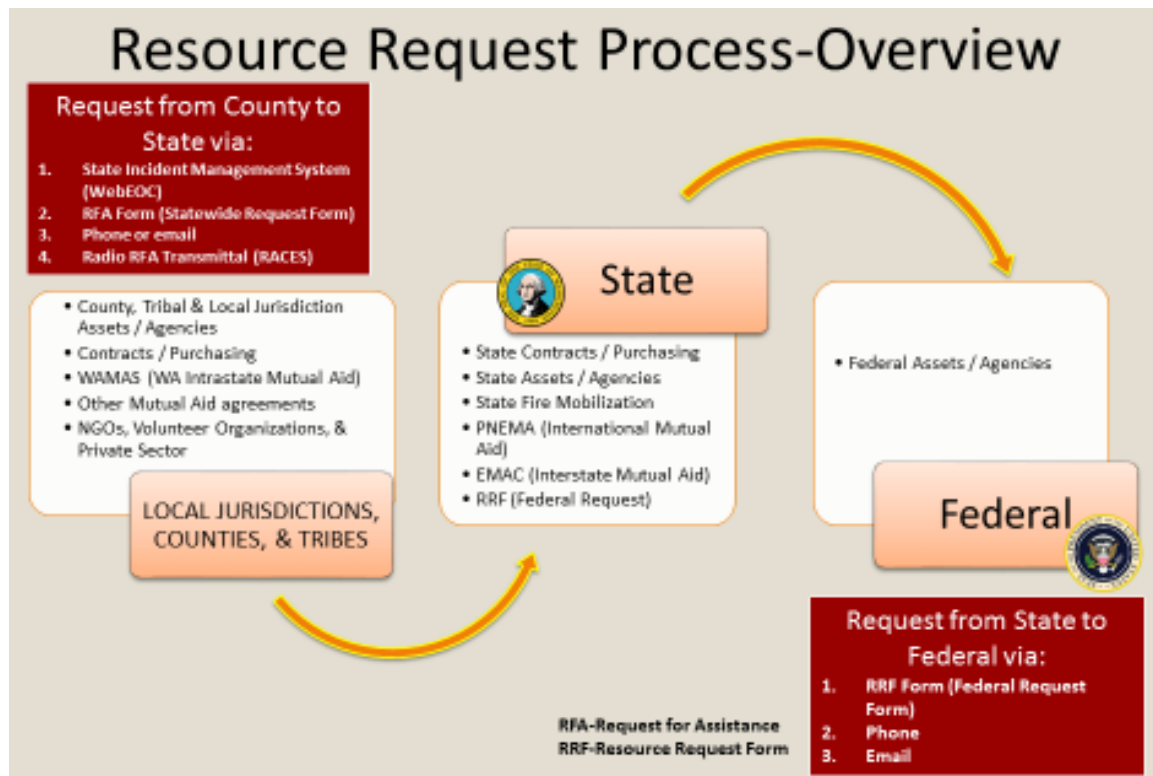 Resource Request Process-Overview
Request from County to
State via:
1. State Incident Management System
(WebEOC)
2. RFA Form (Statewide Request Form)
3. Phone or email
4. Radio RFA Transmittal (RACES)
• County, Tribal & Local Jurisdiction
Assets / Agencies
• Contracts / Purchasing
• WAMAS (WA Intrastate Mutual Aid)
• Other Mutual Aid agreements
• NGOs, Volunteer Organizations, &
Private Sector
LOCAL JURISDICTIONS,
COUNTIES, & TRIBES
State
• State Contracts / Purchasing
• State Assets / Agencies
• State Fire Mobilization
• PNEMA (International Mutual
Aid)
• EMAC (Interstate Mutual Aid)
• RRF (Federal Request)
• Federal Assets / Agencies
Federal
Request from State to
Federal via:
1. RRF Form (Federal Request
Form)
2. Phone
3. Email
RFA-Request for Assistance
RRF-Resource Request Form